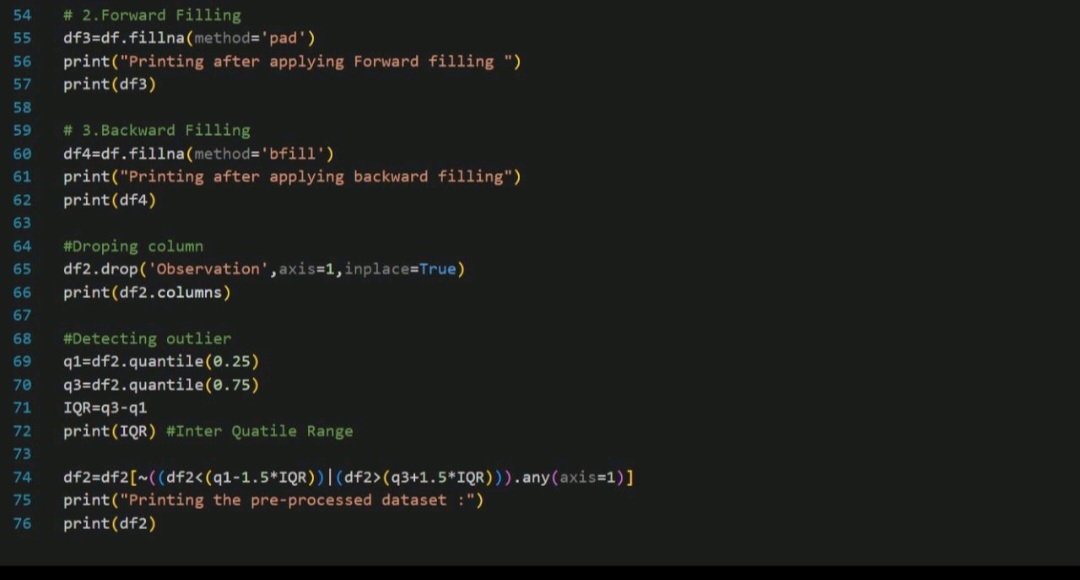 54 # 2.Forward Filling
55 df3=df.fillna(method='pad')
56 print("Printing after applying Forward filling ")
57 print(df3)
58
59 # 3.Backward Filling
60 df4=df.fillna(method='bfill')
61 print("Printing after applying backward filling")
62 print(df4)
63
64 #Droping column
65 df2.drop('Observation',axis=1,inplace=True)
66 print(df2.columns)
67
68 #Detecting outlier
69 q1=df2.quantile(0.25)
70 q3=df2.quantile(0.75)
71 IQR=q3-q1
72 print(IQR) #Inter Quatile Range
73
74 df2=df2[~((df2<(q1-1.5*IQR))|(df2>(q3+1.5*IQR))).any(axis=1)]
75 print("Printing the pre-processed dataset :")
76 print(df2)